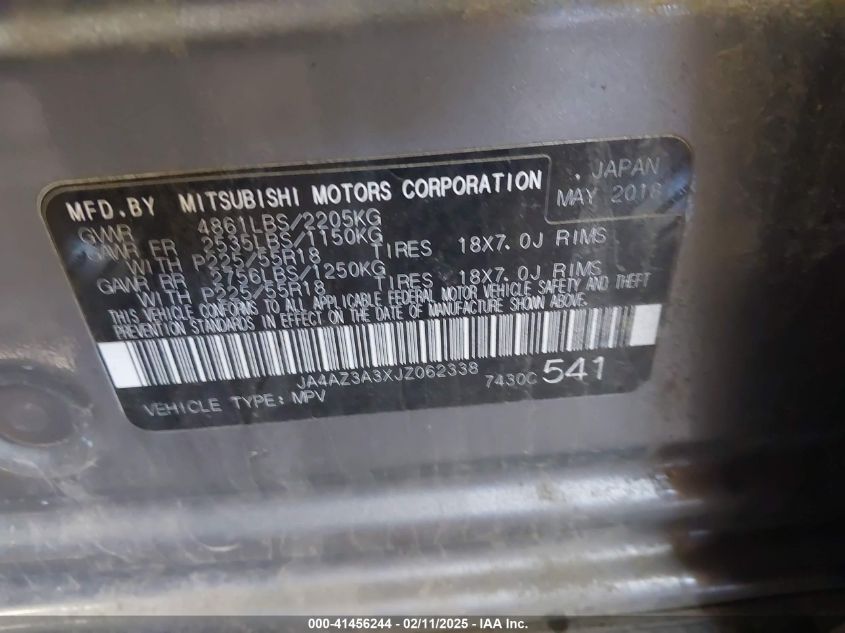 MFD.BY MITSUBISHI MOTORS CORPORATION
. JAPAN
MAY 2018
GVWR 4861LBS/2205KG
GAWR FR 2535LBS/1150KG
WITH P225/55R18 TIRES 18X7.0J RIMS
GAWR RR 2756LBS/1250KG
WITH P225/55R18 TIRES 18X7.0J RIMS
THIS VEHICLE CONFORMS TO ALL APPLICABLE FEDERAL MOTOR VEHICLE SAFETY AND THEFT
PREVENTION STANDARDS IN EFFECT ON THE DATE OF MANUFACTURE SHOWN ABOVE.
JA4AZ3A3XJZ062338
7430C 541
VEHICLE TYPE: MPV
000-41456244 - 02/11/2025 - IAA Inc.